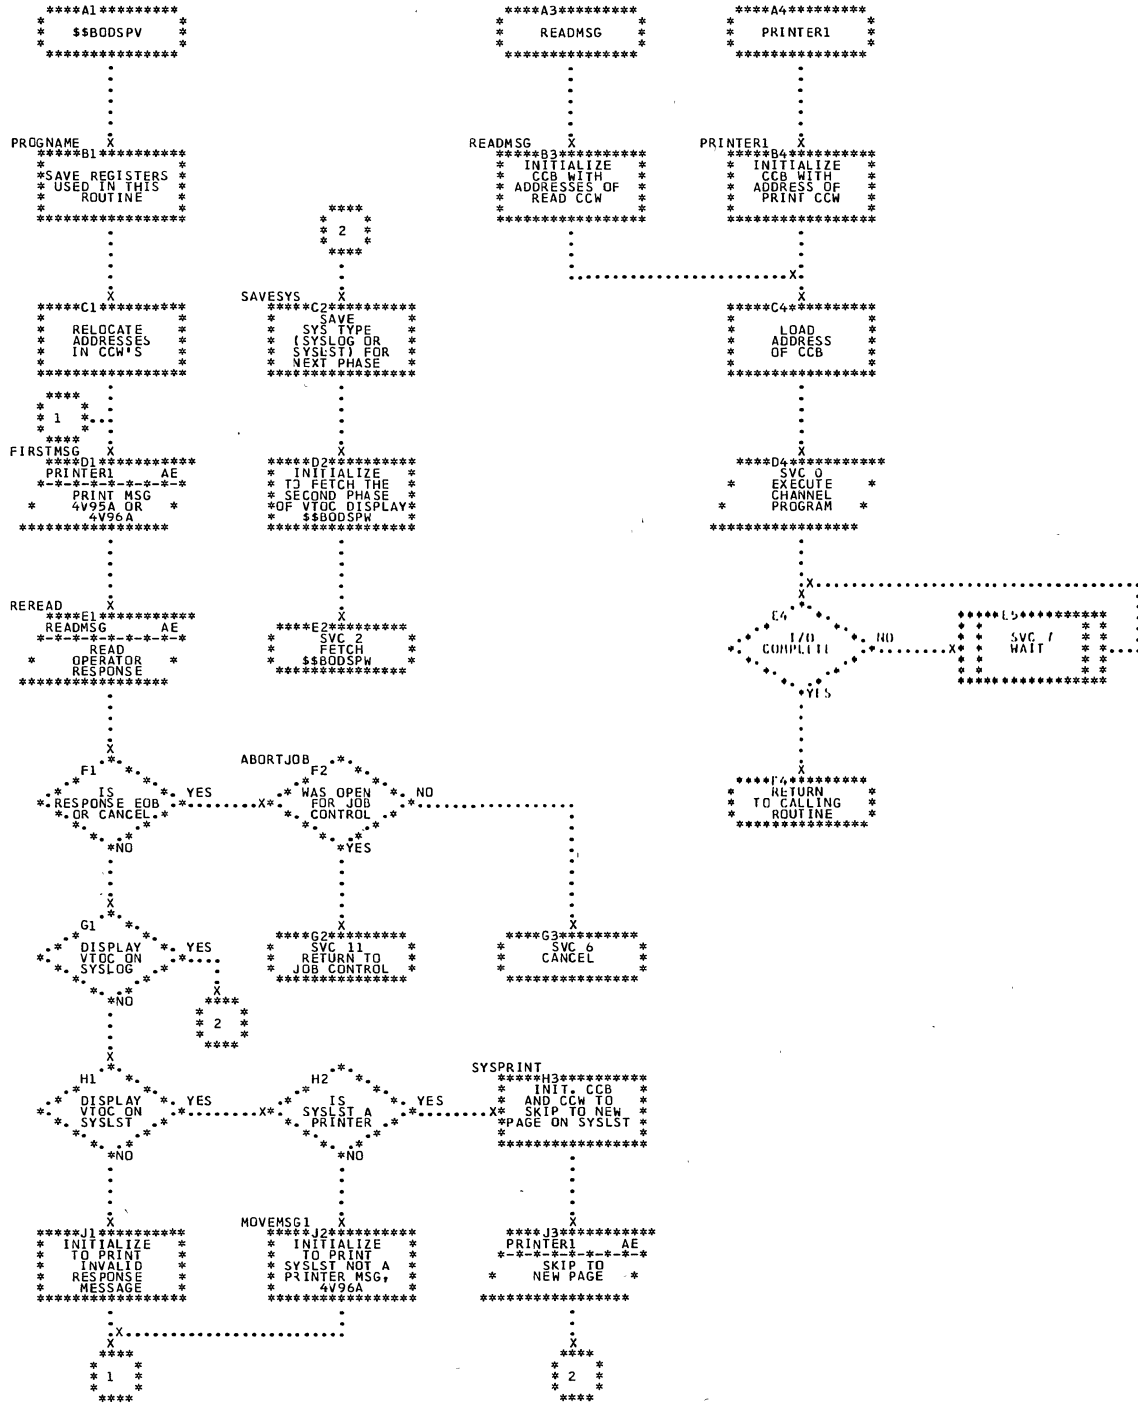 A1
$$BODSPV
PROGNAME
B1
SAVE REGISTERS
USED IN THIS
ROUTINE
C1
RELOCATE
ADDRESSES
IN CCW'S
1
FIRSTMSG
D1
PRINTER1 AE
PRINT MSG
4V95A OR
4V96A
REREAD
E1
READMSG AE
READ
OPERATOR
RESPONSE
F1
IS
RESPONSE EOB
OR CANCEL
YES
NO
G1
DISPLAY
VTOC ON
SYSLOG
YES
2
NO
H1
DISPLAY
VTOC ON
SYSLST
YES
NO
J1
INITIALIZE
TO PRINT
INVALID
RESPONSE
MESSAGE
1
2
SAVESYS
C2
SAVE
SYS TYPE
(SYSLOG OR
SYSLST) FOR
NEXT PHASE
D2
INITIALIZE
TO FETCH THE
SECOND PHASE
OF VTOC DISPLAY
$$BODSPW
E2
SVC 2
FETCH
$$BODSPW
ABORTJOB
F2
WAS OPEN
FOR JOB
CONTROL
NO
YES
G2
SVC 11
RETURN TO
JOB CONTROL
G3
SVC 6
CANCEL
H2
IS
SYSLST A
PRINTER
YES
NO
MOVEMSG1
J2
INITIALIZE
TO PRINT
SYSLST NOT A
PRINTER MSG,
4V96A
SYSPRINT
H3
INIT. CCB
AND CCW TO
SKIP TO NEW
PAGE ON SYSLST
J3
PRINTER1 AE
SKIP TO
NEW PAGE
2
A3
READMSG
READMSG
B3
INITIALIZE
CCB WITH
ADDRESSES OF
READ CCW
A4
PRINTER1
PRINTER1
B4
INITIALIZE
CCB WITH
ADDRESS OF
PRINT CCW
C4
LOAD
ADDRESS
OF CCB
D4
SVC 0
EXECUTE
CHANNEL
PROGRAM
E4
I/O
COMPLETE
NO
YES
E5
SVC 7
WAIT
F4
RETURN
TO CALLING
ROUTINE